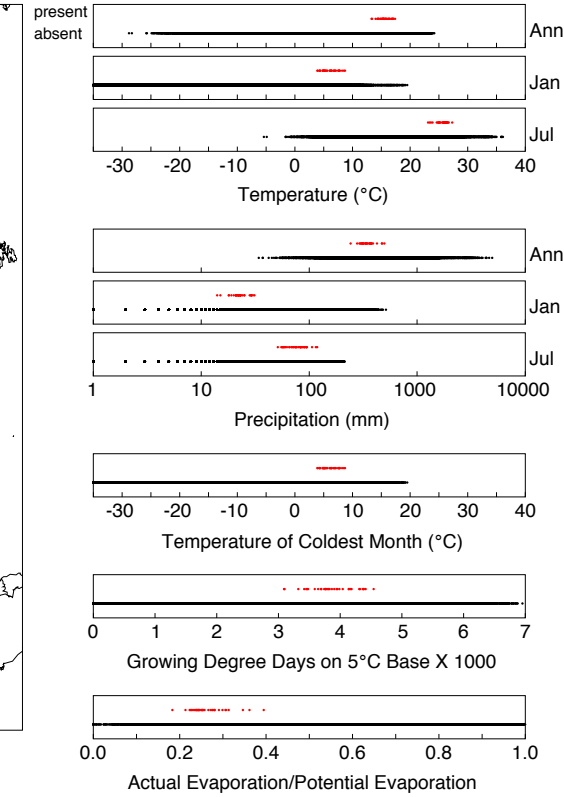 present
absent
Ann
Jan
Jul
-30 -20 -10 0 10 20 30 40
Temperature (°C)
Ann
Jan
Jul
1 10 100 1000 10000
Precipitation (mm)
-30 -20 -10 0 10 20 30 40
Temperature of Coldest Month (°C)
0 1 2 3 4 5 6 7
Growing Degree Days on 5°C Base X 1000
0.0 0.2 0.4 0.6 0.8 1.0
Actual Evaporation/Potential Evaporation